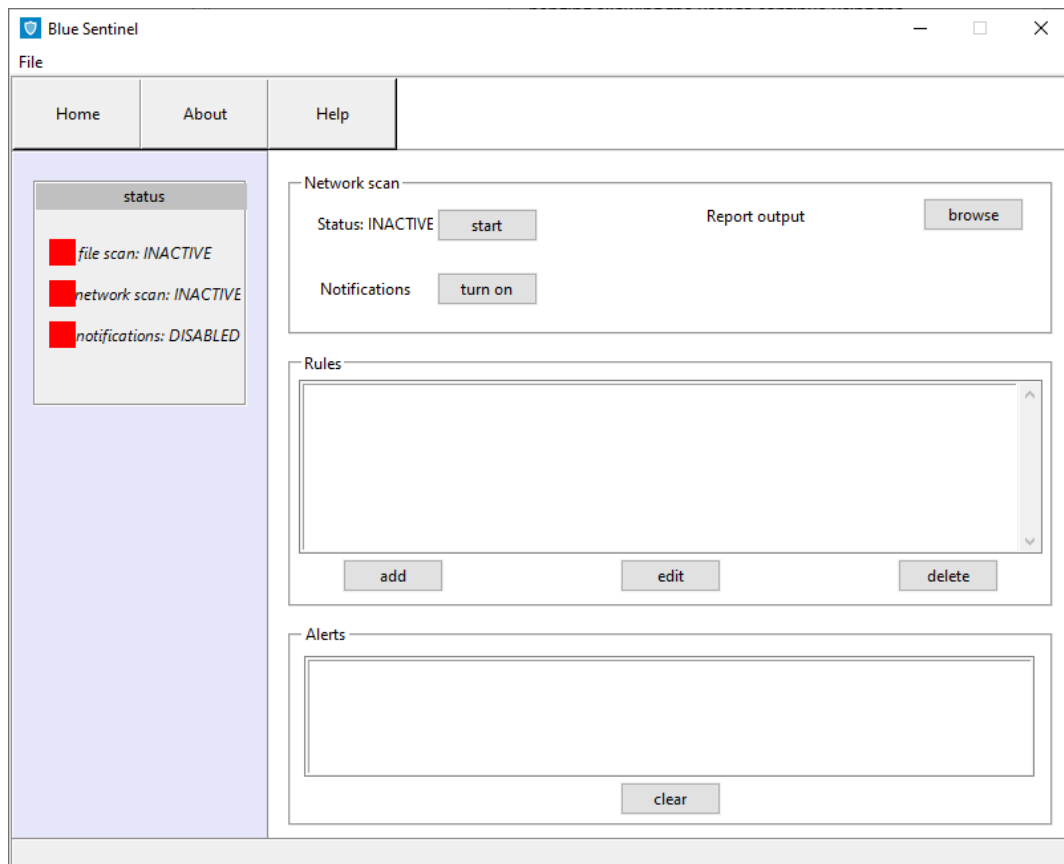 Blue Sentinel
File
Home
About
Help
status
file scan: INACTIVE
network scan: INACTIVE
notifications: DISABLED
Network scan
Status: INACTIVE
start
Report output
browse
Notifications
turn on
Rules
add
edit
delete
Alerts
clear